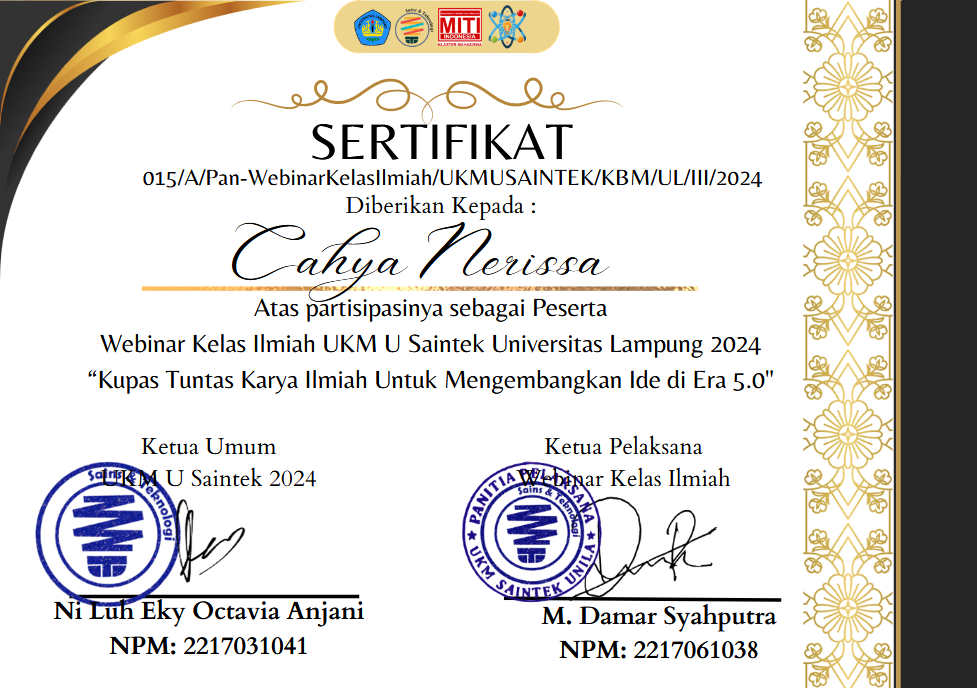 Sains & Teknologi
MITI
INDONESIA
KLASTER MAHASISWA
SERTIFIKAT
015/A/Pan-WebinarKelasIlmiah/UKMUSAINTEK/KBM/UL/III/2024
Diberikan Kepada :
Cahya Nerissa
Atas partisipasinya sebagai Peserta
Webinar Kelas Ilmiah UKM U Saintek Universitas Lampung 2024
“Kupas Tuntas Karya Ilmiah Untuk Mengembangkan Ide di Era 5.0"
Ketua Umum
UKM U Saintek 2024
Sains & Teknologi
Ni Luh Eky Octavia Anjani
NPM: 2217031041
Ketua Pelaksana
Webinar Kelas Ilmiah
PANITIA PELAKSANA
Sains & Teknologi
UKM SAINTEK UNILA
M. Damar Syahputra
NPM: 2217061038